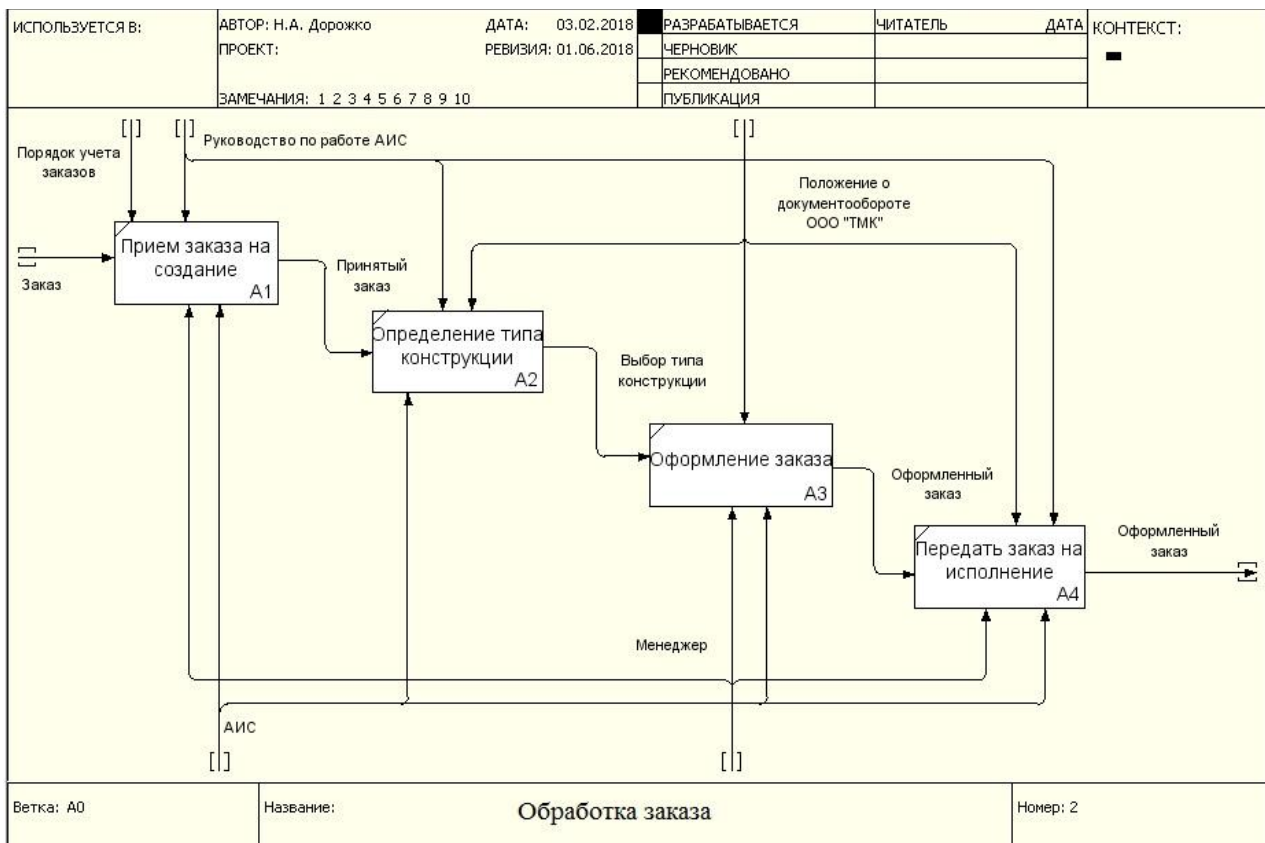 ИСПОЛЬЗУЕТСЯ В:
АВТОР: Н.А. Дорожко
ДАТА: 03.02.2018
РАЗРАБАТЫВАЕТСЯ
ЧИТАТЕЛЬ
ДАТА
КОНТЕКСТ:
ПРОЕКТ:
РЕВИЗИЯ: 01.06.2018
ЧЕРНОВИК
РЕКОМЕНДОВАНО
ЗАМЕЧАНИЯ: 1 2 3 4 5 6 7 8 9 10
ПУБЛИКАЦИЯ
Порядок учета
заказов
Руководство по работе АИС
Положение о
документообороте
ООО "ТМК"
Прием заказа на
создание
A1
Заказ
Принятый
заказ
Определение типа
конструкции
A2
Выбор типа
конструкции
Оформление заказа
A3
Оформленный
заказ
Передать заказ на
исполнение
A4
Оформленный
заказ
Менеджер
АИС
Ветка: A0
Название:
Обработка заказа
Номер: 2